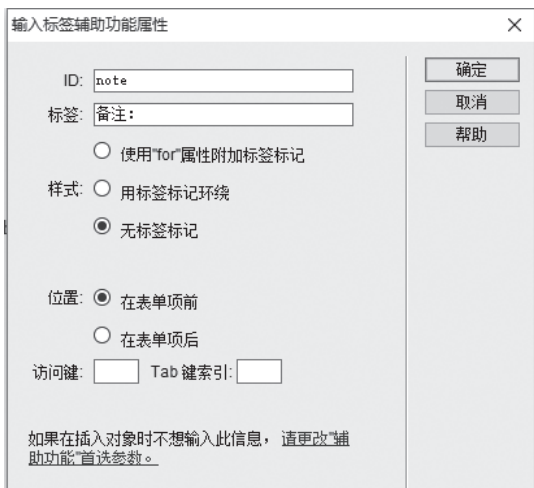 输入标签辅助功能属性
ID: note
标签: 备注:
使用"for"属性附加标签标记
样式: 用标签标记环绕
无标签标记
位置: 在表单项前
在表单项后
访问键: Tab 键索引:
如果在插入对象时不想输入此信息，请更改"辅
助功能"首选参数。
确定
取消
帮助